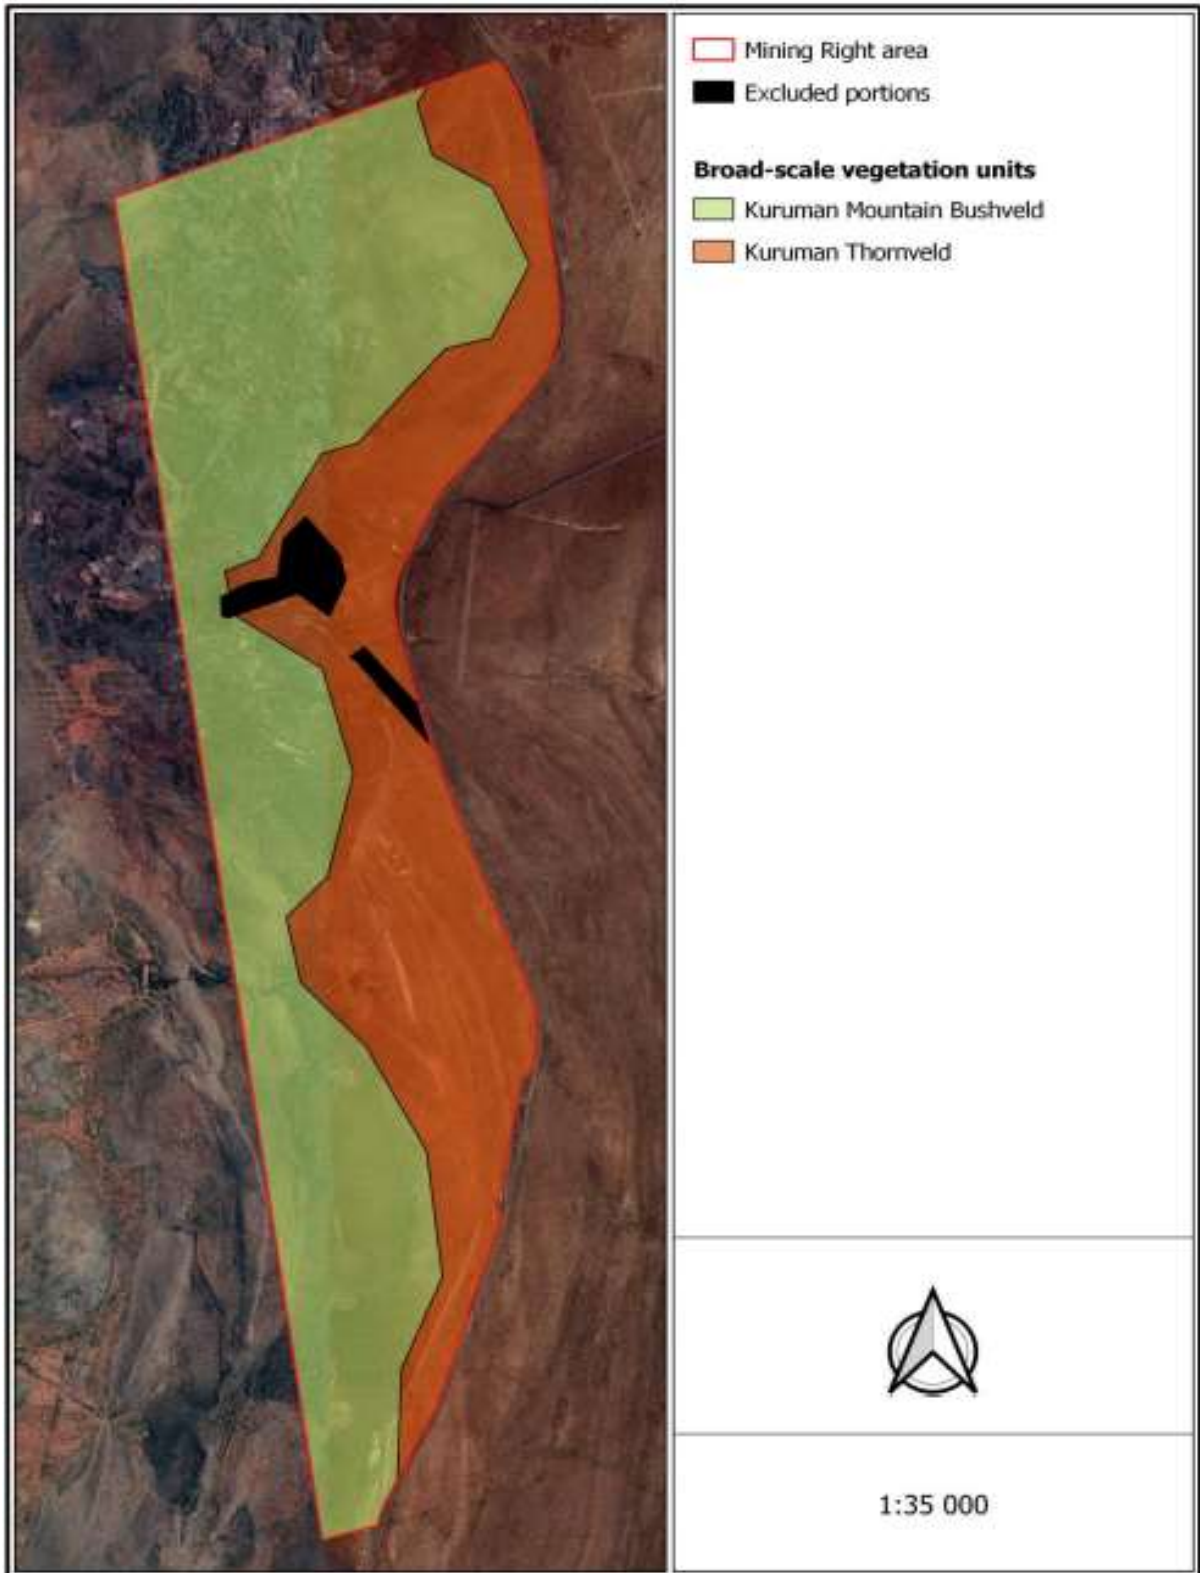 Mining Right area
Excluded portions
Broad-scale vegetation units
Kuruman Mountain Bushveld
Kuruman Thornveld
1:35 000